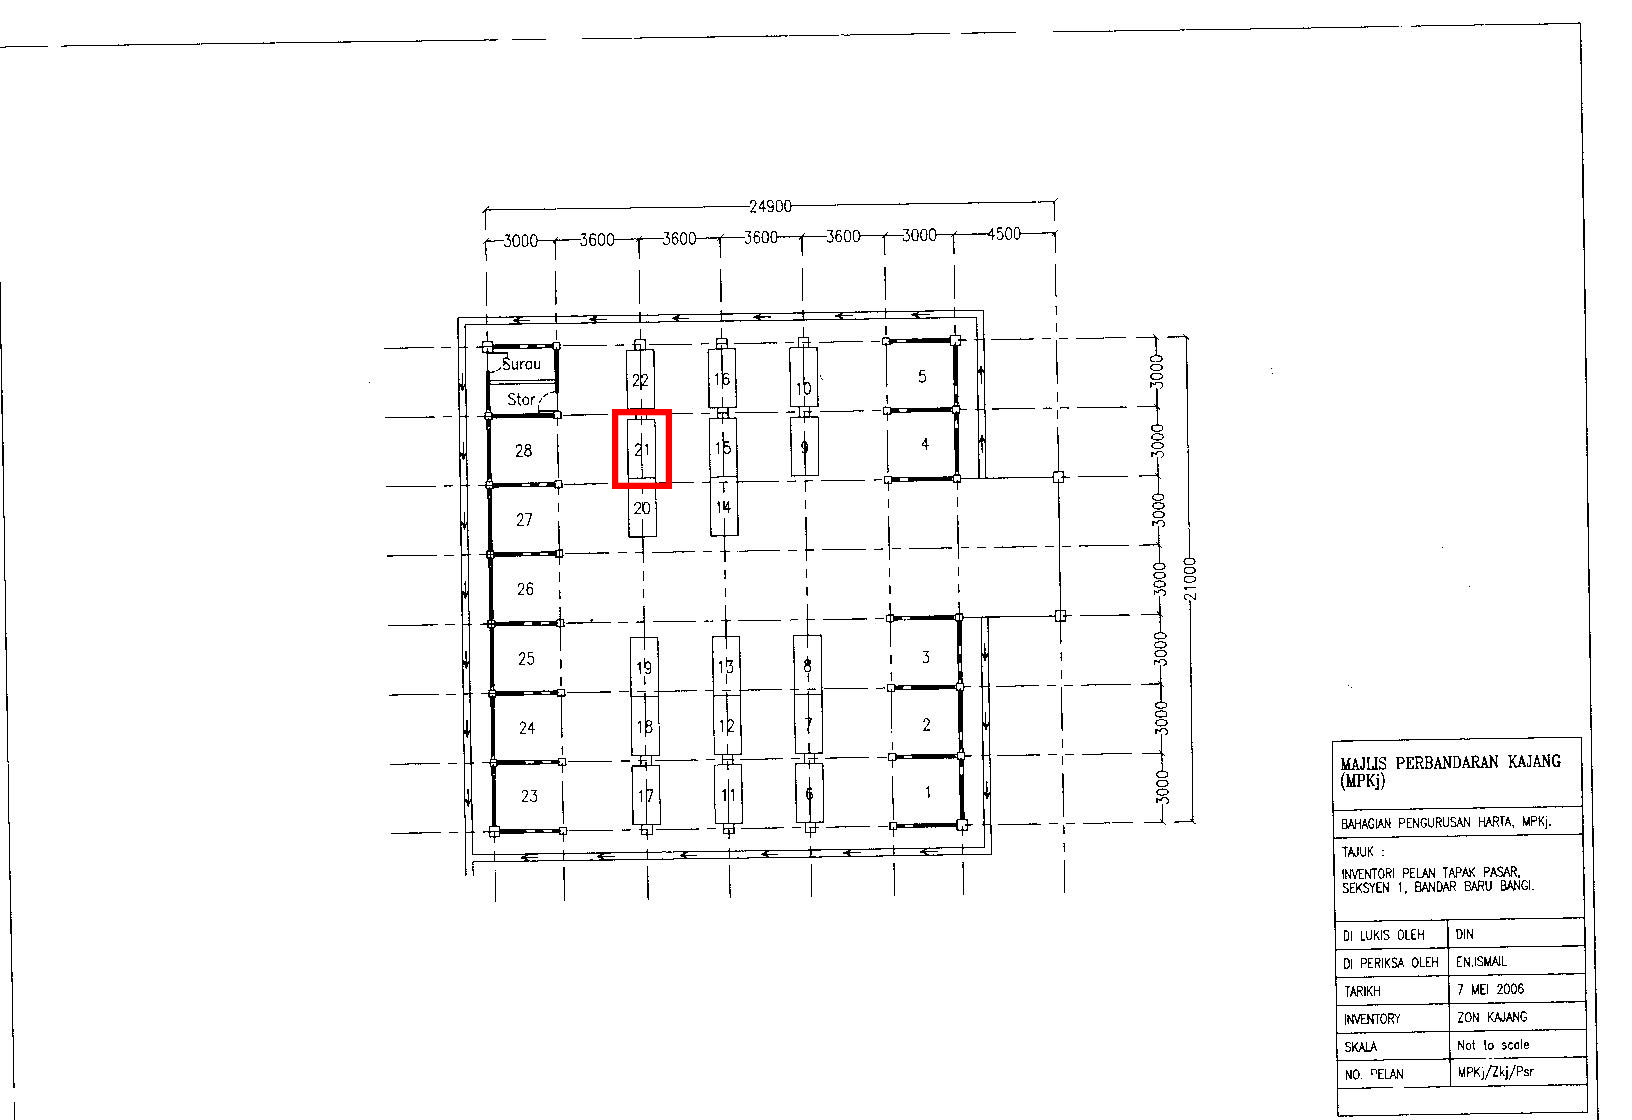 24900
3000 3600 3600 3600 3600 3000 4500
Surau
Stor
22 16 10 5
28 21 15 9 4
27 20 14
26
25 19 13 8 3
24 18 12 7 2
23 17 11 6 1
3000
3000
3000
3000
3000
3000
3000
21000
MAJLIS PERBANDARAN KAJANG
(MPKj)
BAHAGIAN PENGURUSAN HARTA, MPKj.
TAJUK :
INVENTORI PELAN TAPAK PASAR,
SEKSYEN 1, BANDAR BARU BANGI.
DI LUKIS OLEH DIN
DI PERIKSA OLEH EN.ISMAIL
TARIKH 7 MEI 2006
INVENTORY ZON KAJANG
SKALA Not to scale
NO. PELAN MPKj/Zkj/Psr